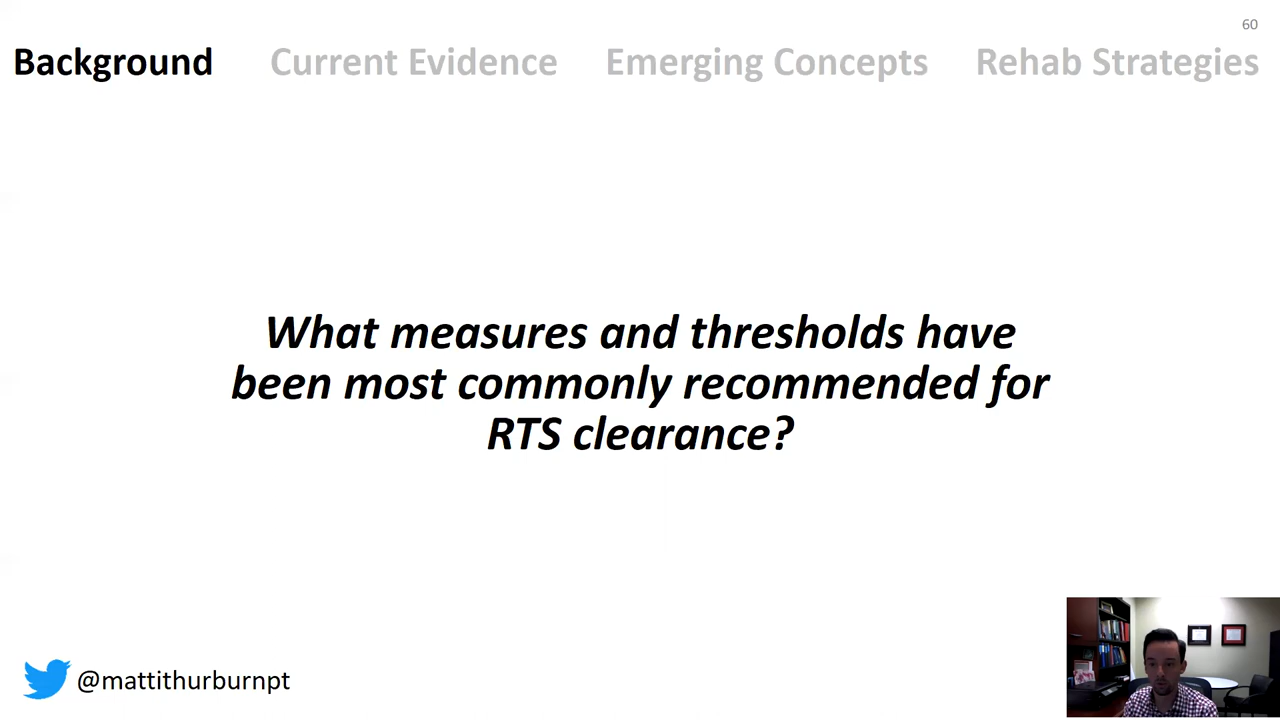 60
Background Current Evidence Emerging Concepts Rehab Strategies
What measures and thresholds have
been most commonly recommended for
RTS clearance?
@mattithurburnpt